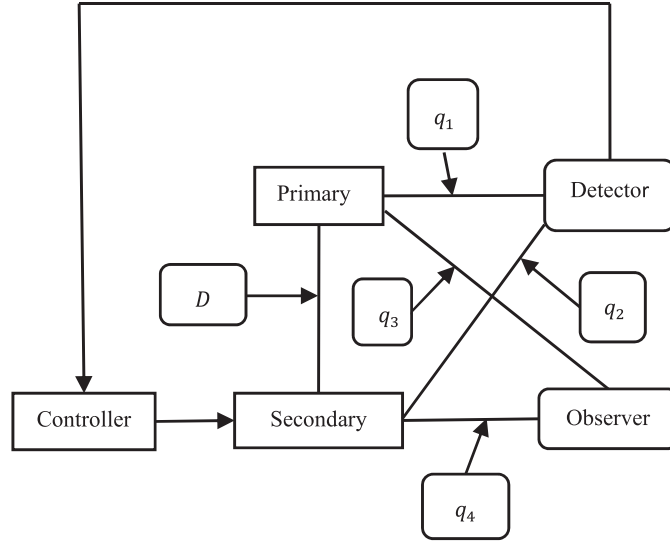 q₁
Primary
Detector
D
q₃
q₂
Controller
Secondary
Observer
q₄